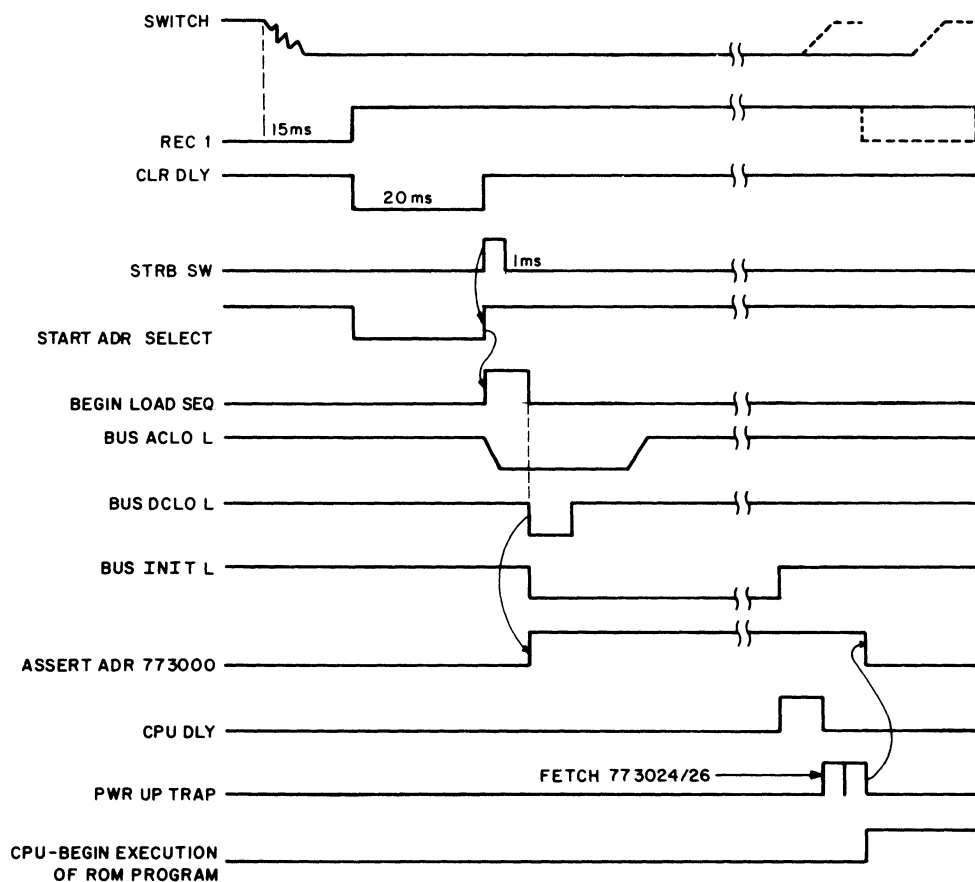 SWITCH
15ms
REC 1
CLR DLY
20ms
STRB SW
1ms
START ADR SELECT
BEGIN LOAD SEQ
BUS ACLO L
BUS DCLO L
BUS INIT L
ASSERT ADR 773000
CPU DLY
FETCH 773024/26
PWR UP TRAP
CPU-BEGIN EXECUTION
OF ROM PROGRAM